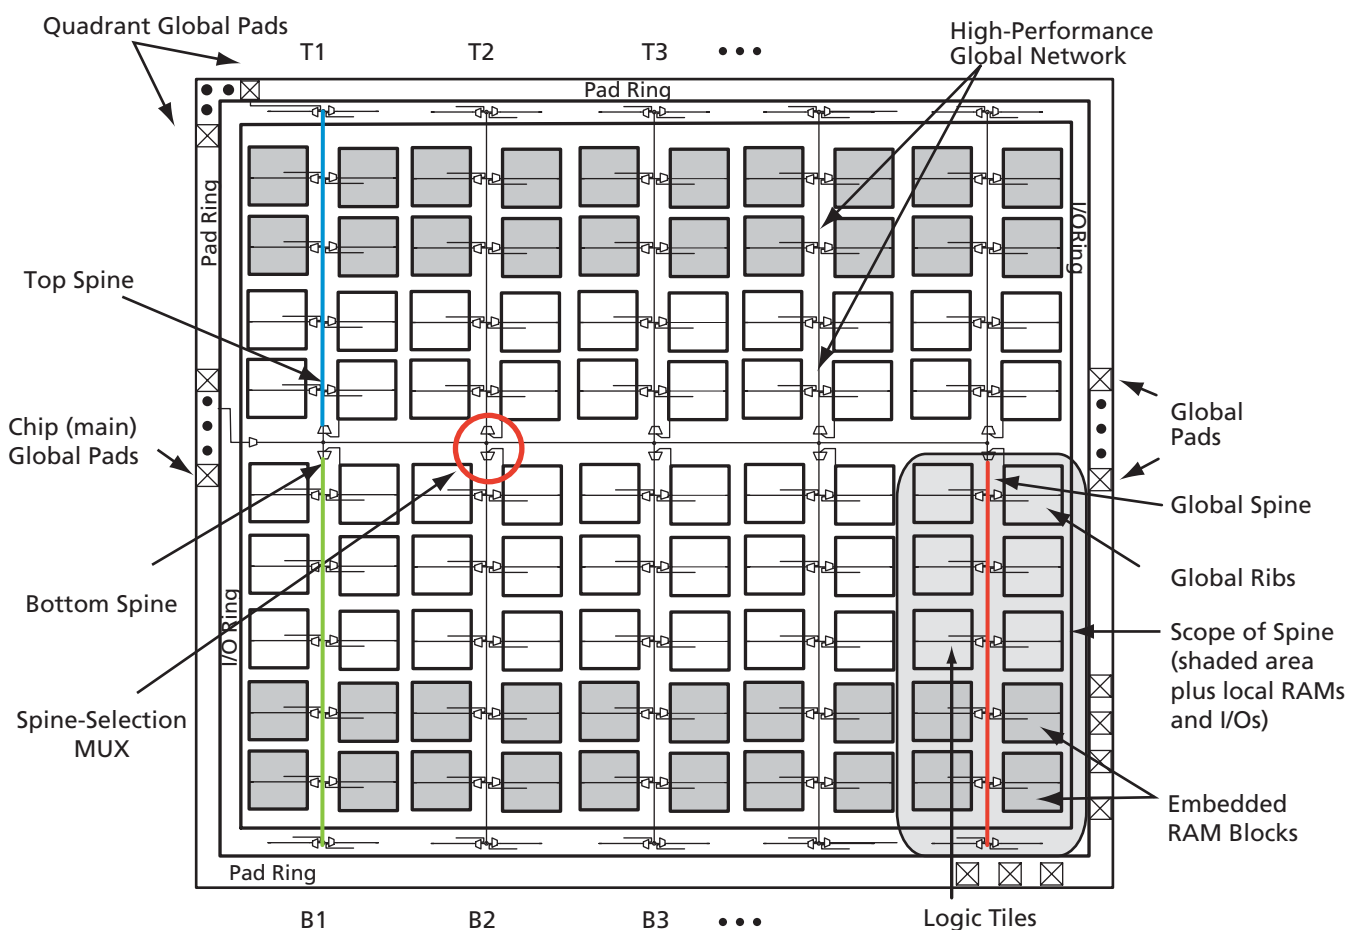 Quadrant Global Pads
T1
T2
T3
•••
High-Performance
Global Network
Pad Ring
Pad Ring
I/ORing
Top Spine
Chip (main)
Global Pads
Global
Pads
Global Spine
Global Ribs
Bottom Spine
I/O Ring
Scope of Spine
(shaded area
plus local RAMs
and I/Os)
Spine-Selection
MUX
Embedded
RAM Blocks
Pad Ring
B1
B2
B3
•••
Logic Tiles